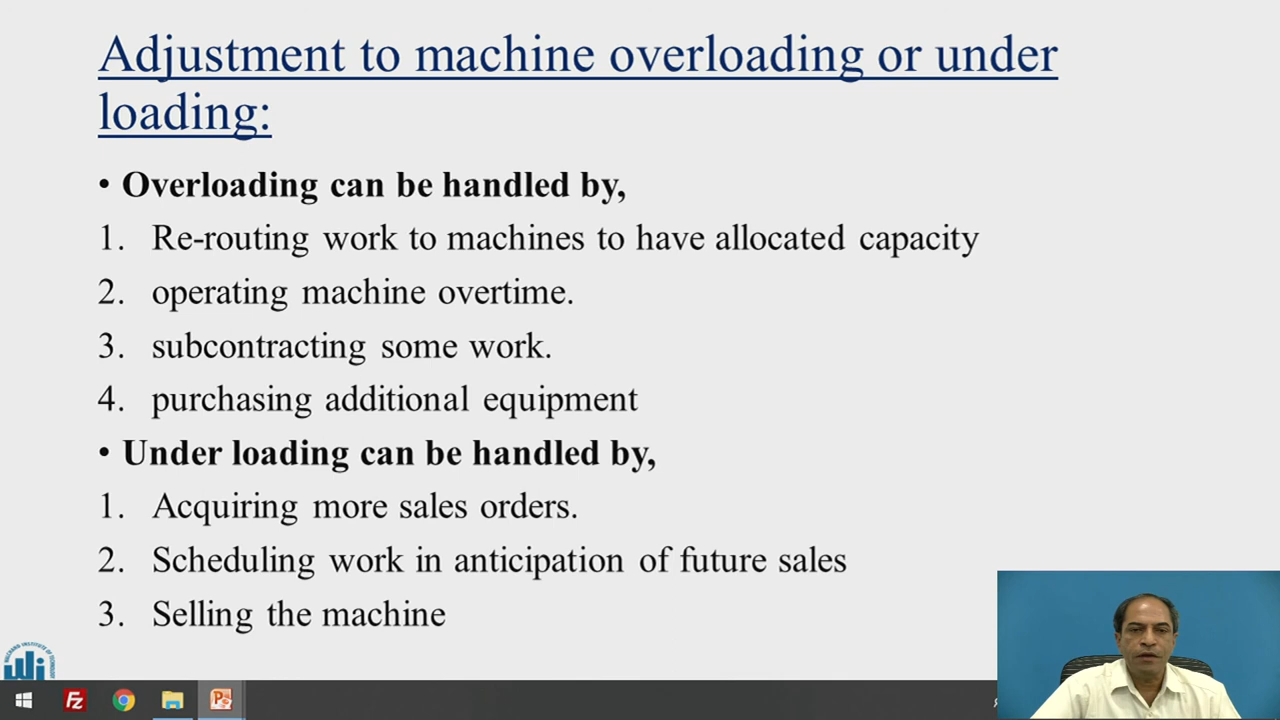 Adjustment to machine overloading or under
loading:
• Overloading can be handled by,
1. Re-routing work to machines to have allocated capacity
2. operating machine overtime.
3. subcontracting some work.
4. purchasing additional equipment
• Under loading can be handled by,
1. Acquiring more sales orders.
2. Scheduling work in anticipation of future sales
3. Selling the machine